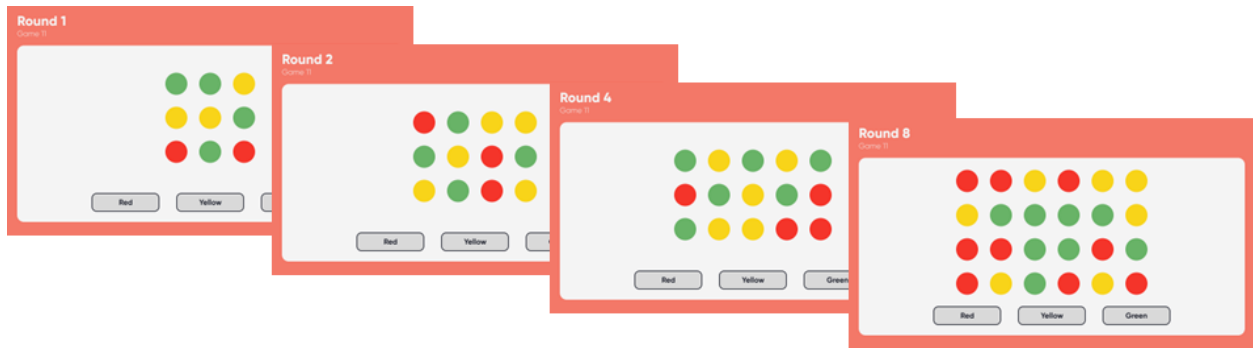 Round 1
Game 11
Red
Yellow
Round 2
Game 11
Red
Yellow
Round 4
Game 11
Red
Yellow
Green
Round 8
Game 11
Red
Yellow
Green